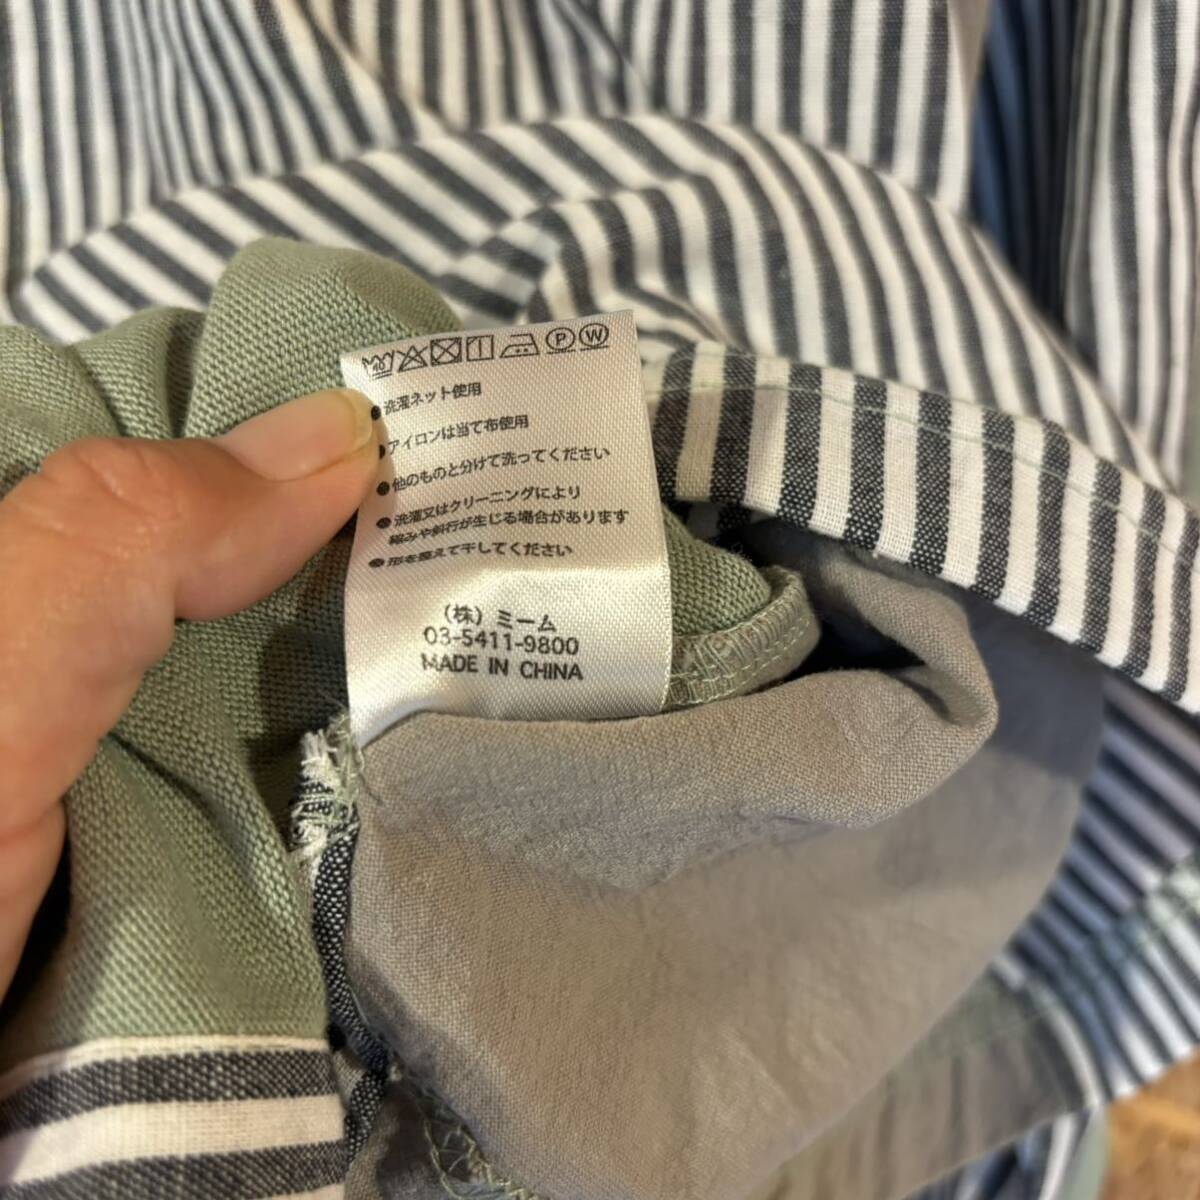 40 P W
●洗濯ネット使用
●アイロンは当て布使用
●他のものと分けて洗ってください
●洗濯又はクリーニングにより
縮みや斜行が生じる場合があります
●形を整えて干してください
(株) ミーム
03-5411-9800
MADE IN CHINA